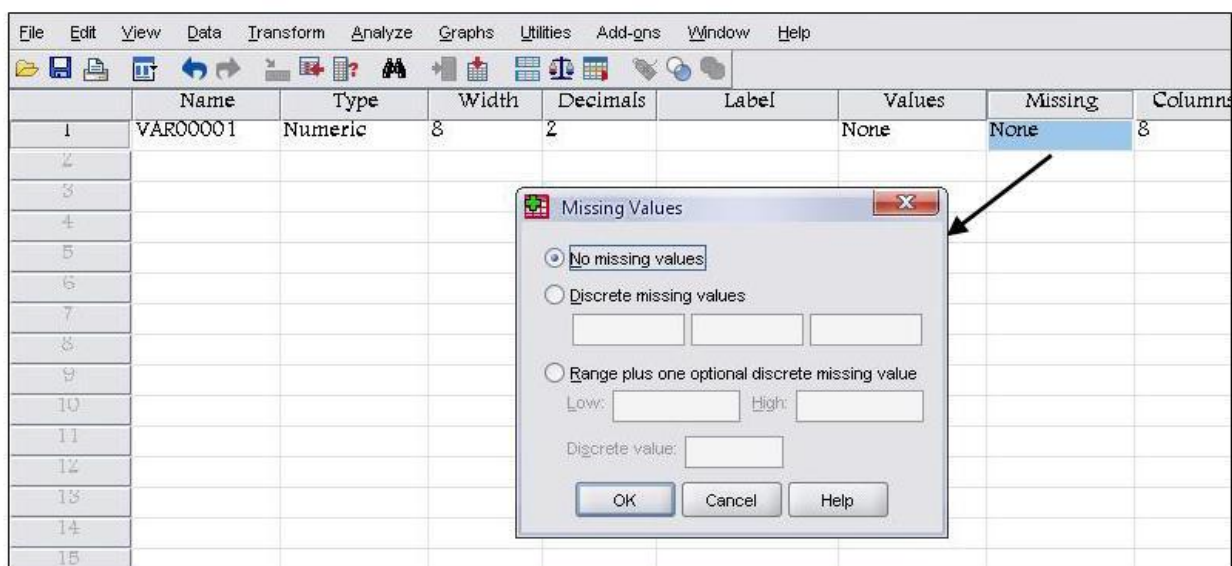 File Edit View Data Transform Analyze Graphs Utilities Add-ons Window Help
Name Type Width Decimals Label Values Missing Columns
1 VAR00001 Numeric 8 2 None None 8
2
3
4
5
6
7
8
9
10
11
12
13
14
15
Missing Values
No missing values
Discrete missing values
Range plus one optional discrete missing value
Low: High:
Discrete value:
OK Cancel Help